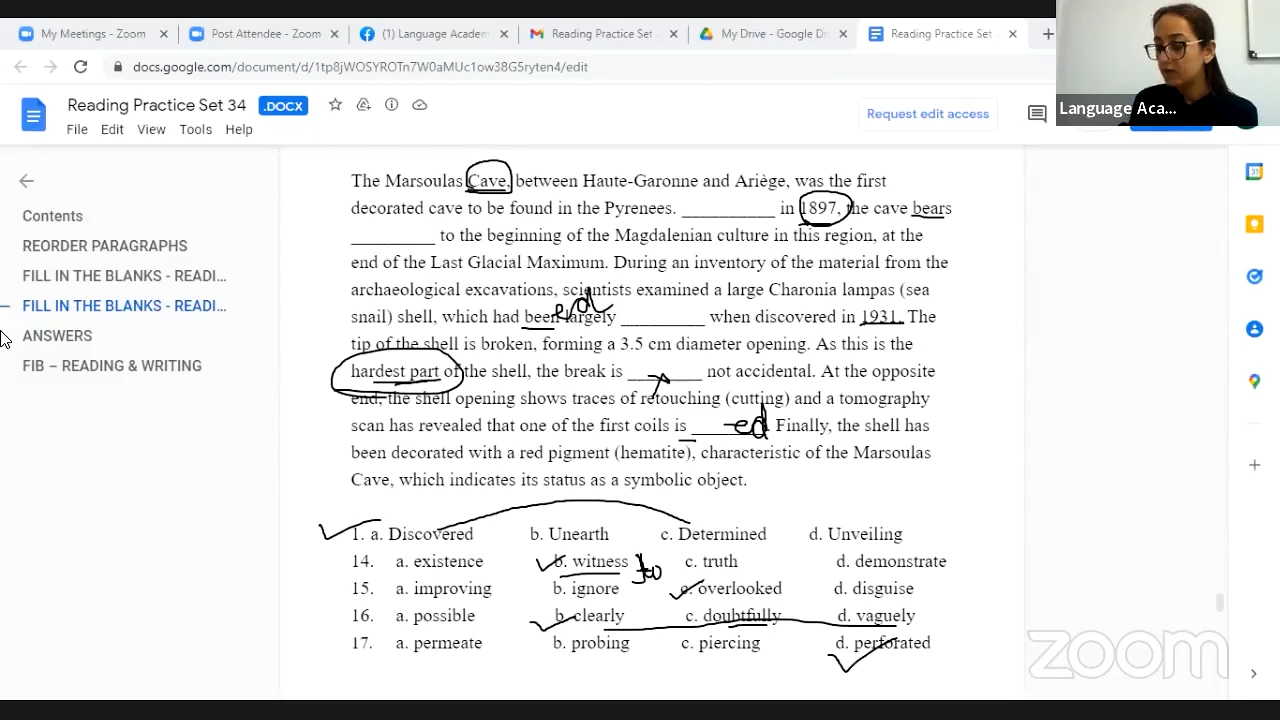 My Meetings - Zoom
Post Attendee - Zoom
(1) Language Academ
Reading Practice Set
My Drive - Google Dri
Reading Practice Set
docs.google.com/document/d/1tp8jWOSYROTn7W0aMUc1ow38G5ryten4/edit
Reading Practice Set 34 .DOCX
Request edit access
Language Aca...
File Edit View Tools Help
Contents
REORDER PARAGRAPHS
FILL IN THE BLANKS - READI...
FILL IN THE BLANKS - READI...
ANSWERS
FIB – READING & WRITING
The Marsoulas Cave, between Haute-Garonne and Ariège, was the first
decorated cave to be found in the Pyrenees. __________ in 1897, the cave bears
_________ to the beginning of the Magdalenian culture in this region, at the
end of the Last Glacial Maximum. During an inventory of the material from the
archaeological excavations, scientists examined a large Charonia lampas (sea
ed
snail) shell, which had been largely _________ when discovered in 1931. The
tip of the shell is broken, forming a 3.5 cm diameter opening. As this is the
hardest part of the shell, the break is ________ not accidental. At the opposite
end, the shell opening shows traces of retouching (cutting) and a tomography
scan has revealed that one of the first coils is ________. Finally, the shell has
-ed
been decorated with a red pigment (hematite), characteristic of the Marsoulas
Cave, which indicates its status as a symbolic object.
1. a. Discovered b. Unearth c. Determined d. Unveiling
14. a. existence b. witness to c. truth d. demonstrate
15. a. improving b. ignore c. overlooked d. disguise
16. a. possible b. clearly c. doubtfully d. vaguely
17. a. permeate b. probing c. piercing d. perforated
zoom